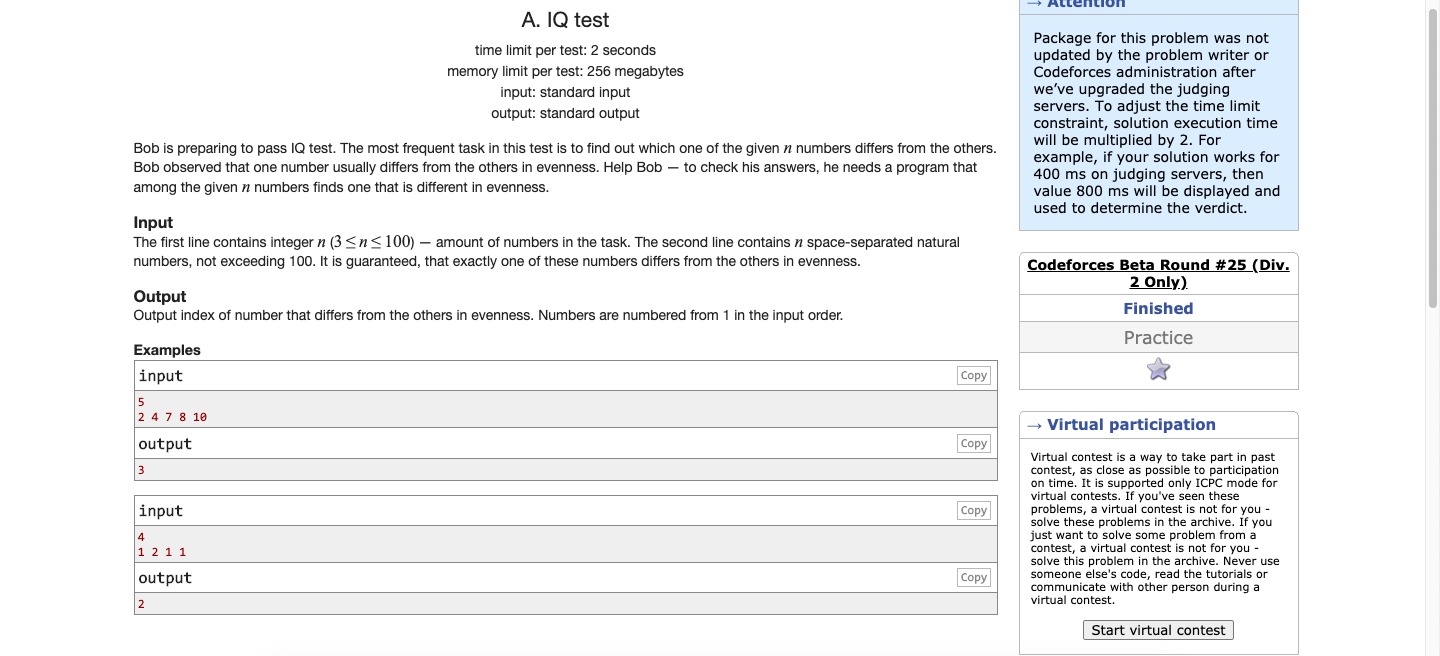 A. IQ test
time limit per test: 2 seconds
memory limit per test: 256 megabytes
input: standard input
output: standard output
Bob is preparing to pass IQ test. The most frequent task in this test is to find out which one of the given n numbers differs from the others.
Bob observed that one number usually differs from the others in evenness. Help Bob — to check his answers, he needs a program that
among the given n numbers finds one that is different in evenness.
Input
The first line contains integer n (3 ≤ n ≤ 100) — amount of numbers in the task. The second line contains n space-separated natural
numbers, not exceeding 100. It is guaranteed, that exactly one of these numbers differs from the others in evenness.
Output
Output index of number that differs from the others in evenness. Numbers are numbered from 1 in the input order.
Examples
input
Copy
5
2 4 7 8 10
output
Copy
3
input
Copy
4
1 2 1 1
output
Copy
2
→ Attention
Package for this problem was not
updated by the problem writer or
Codeforces administration after
we've upgraded the judging
servers. To adjust the time limit
constraint, solution execution time
will be multiplied by 2. For
example, if your solution works for
400 ms on judging servers, then
value 800 ms will be displayed and
used to determine the verdict.
Codeforces Beta Round #25 (Div.
2 Only)
Finished
Practice
→ Virtual participation
Virtual contest is a way to take part in past
contest, as close as possible to participation
on time. It is supported only ICPC mode for
virtual contests. If you've seen these
problems, a virtual contest is not for you -
solve these problems in the archive. If you
just want to solve some problem from a
contest, a virtual contest is not for you -
solve this problem in the archive. Never use
someone else's code, read the tutorials or
communicate with other person during a
virtual contest.
Start virtual contest